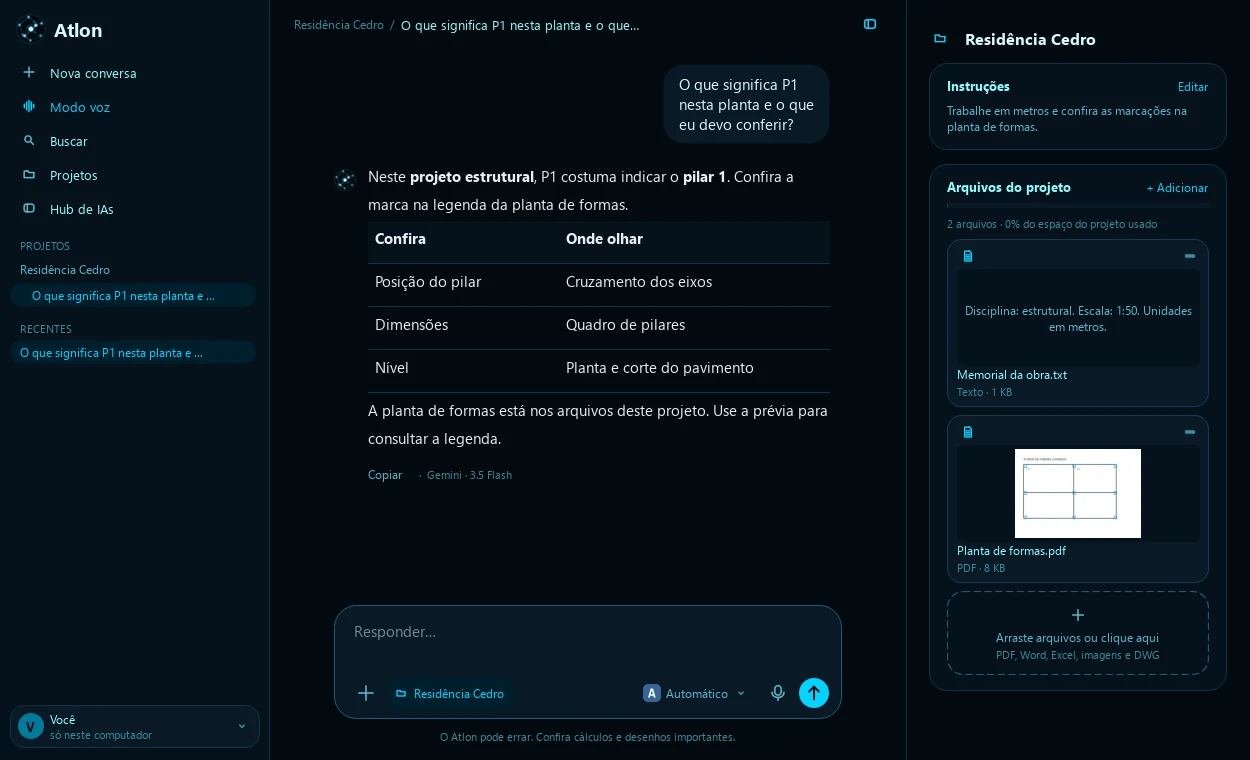 Atlon
Nova conversa
Modo voz
Buscar
Projetos
Hub de IAs
PROJETOS
Residência Cedro
O que significa P1 nesta planta e ...
RECENTES
O que significa P1 nesta planta e ...
V
Você
só neste computador
Residência Cedro / O que significa P1 nesta planta e o que...
O que significa P1
nesta planta e o que
eu devo conferir?
Neste projeto estrutural, P1 costuma indicar o pilar 1. Confira a
marca na legenda da planta de formas.
Confira Onde olhar
Posição do pilar Cruzamento dos eixos
Dimensões Quadro de pilares
Nível Planta e corte do pavimento
A planta de formas está nos arquivos deste projeto. Use a prévia para
consultar a legenda.
Copiar · Gemini · 3.5 Flash
Responder...
Residência Cedro
A Automático
O Atlon pode errar. Confira cálculos e desenhos importantes.
Residência Cedro
Instruções Editar
Trabalhe em metros e confira as marcações na
planta de formas.
Arquivos do projeto + Adicionar
2 arquivos · 0% do espaço do projeto usado
Disciplina: estrutural. Escala: 1:50. Unidades
em metros.
Memorial da obra.txt
Texto · 1 KB
Planta de formas.pdf
PDF · 8 KB
Arraste arquivos ou clique aqui
PDF, Word, Excel, imagens e DWG